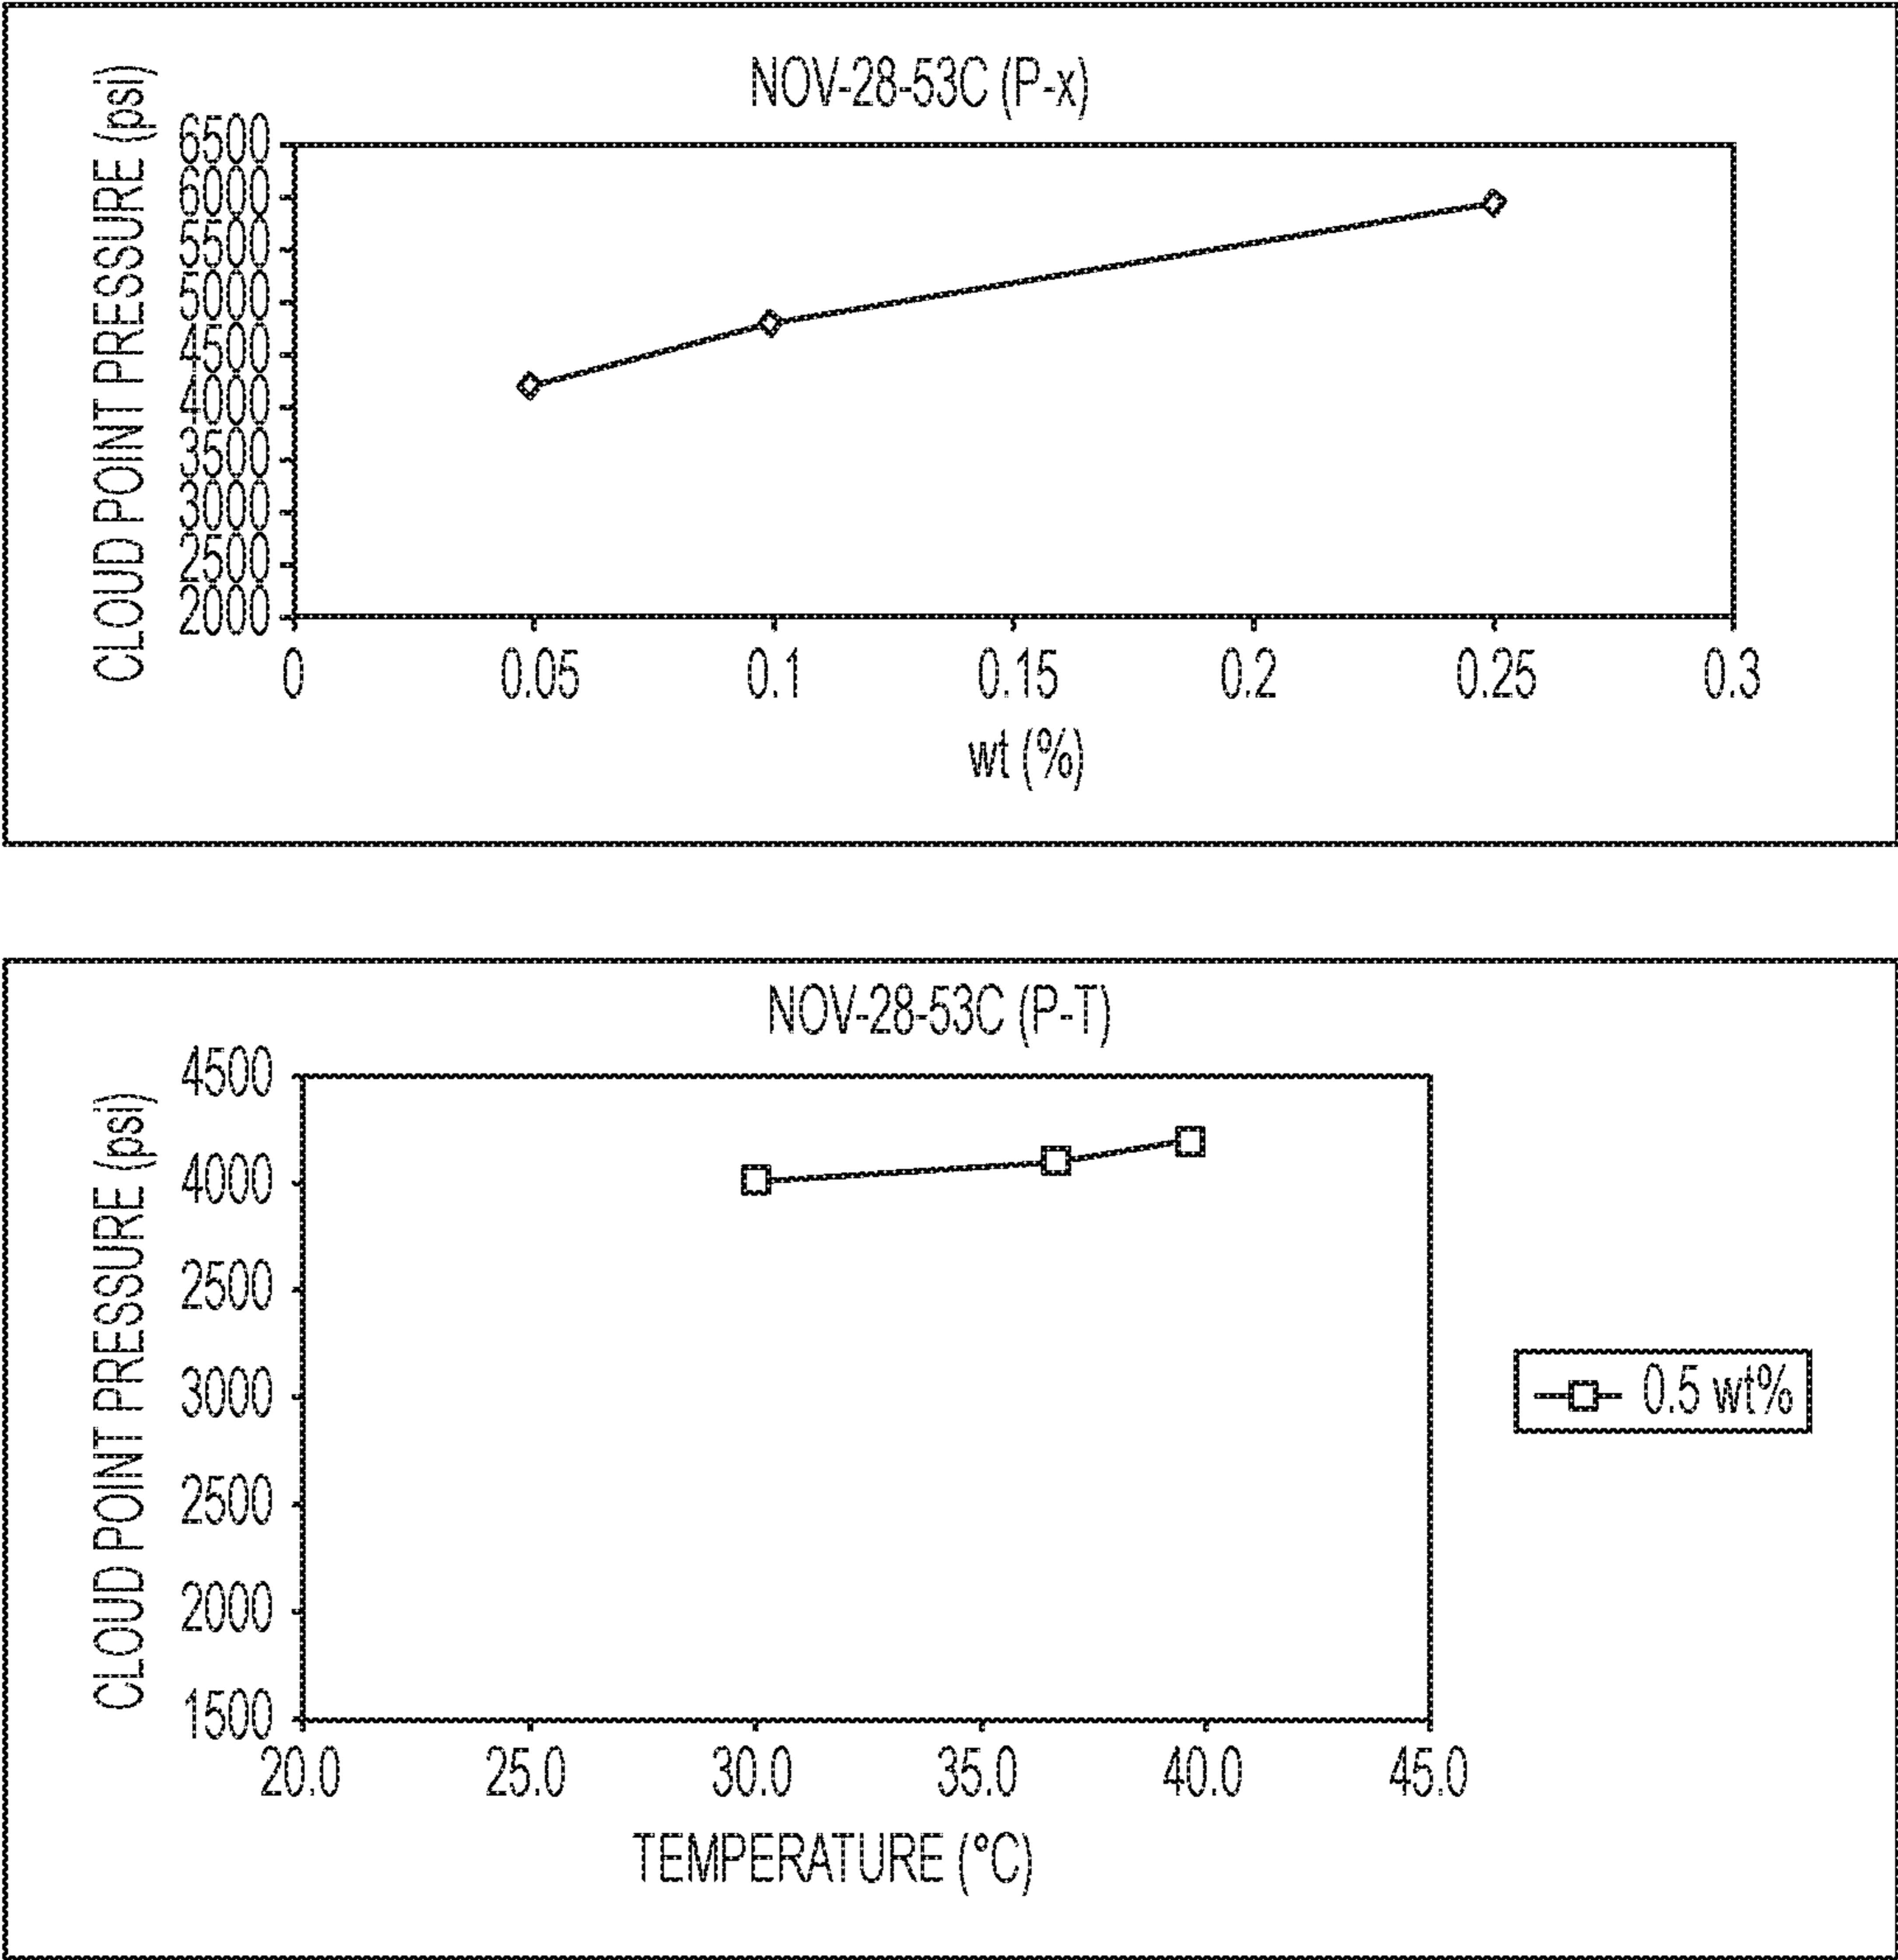 NOV-28-53C (P-x)
CLOUD POINT PRESSURE (psi)
6500
6000
5500
5000
4500
4000
3500
3000
2500
2000
0 0.05 0.1 0.15 0.2 0.25 0.3
wt (%)
NOV-28-53C (P-T)
CLOUD POINT PRESSURE (psi)
4500
4000
2500
3000
2500
2000
1500
20.0 25.0 30.0 35.0 40.0 45.0
TEMPERATURE (°C)
0.5 wt%